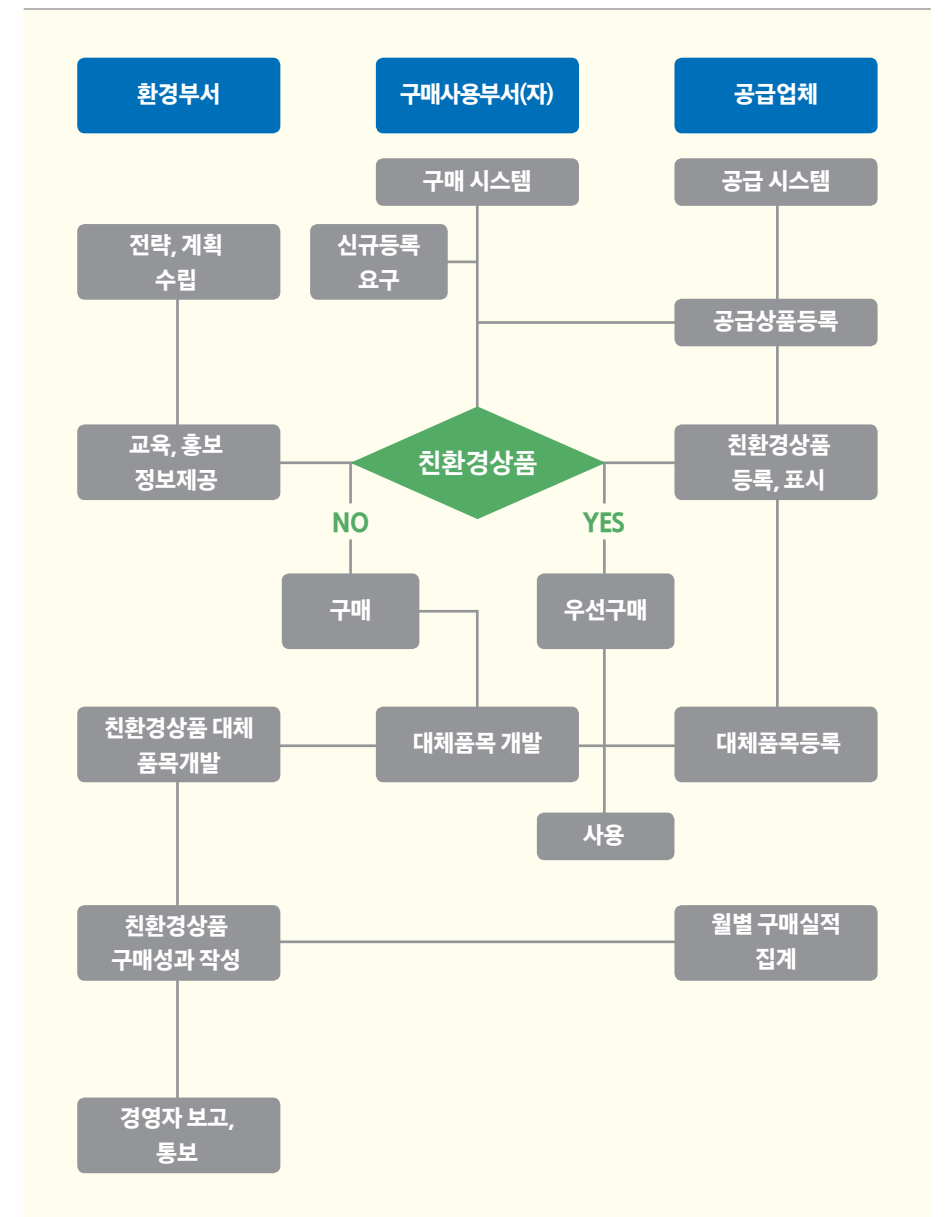 환경부서
구매사용부서(자)
공급업체
구매 시스템
공급 시스템
전략, 계획
수립
신규등록
요구
공급상품등록
교육, 홍보
정보제공
친환경상품
친환경상품
등록, 표시
NO
YES
구매
우선구매
친환경상품 대체
품목개발
대체품목 개발
대체품목등록
사용
친환경상품
구매성과 작성
월별 구매실적
집계
경영자 보고,
통보